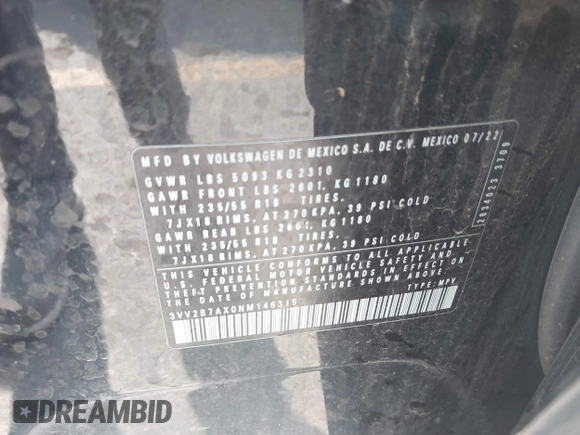 MFD BY VOLKSWAGEN DE MEXICO S.A. DE C.V. MEXICO 07/22
GVWR LBS 5093 KG 2310
GAWR FRONT LBS 2601, KG 1180
WITH 235/55 R18 TIRES.
7JX18 RIMS, AT 270 KPA, 39 PSI COLD
GAWR REAR LBS 2601, KG 1180
WITH 235/55 R18 TIRES.
7JX18 RIMS, AT 270 KPA, 39 PSI COLD
THIS VEHICLE CONFORMS TO ALL APPLICABLE
U.S. FEDERAL MOTOR VEHICLE SAFETY AND
THEFT PREVENTION STANDARDS IN EFFECT ON
THE DATE OF MANUFACTURE SHOWN ABOVE.
3VV2B7AX0NM146315 TYPE: MPV
2634523 3709
DREAMBID